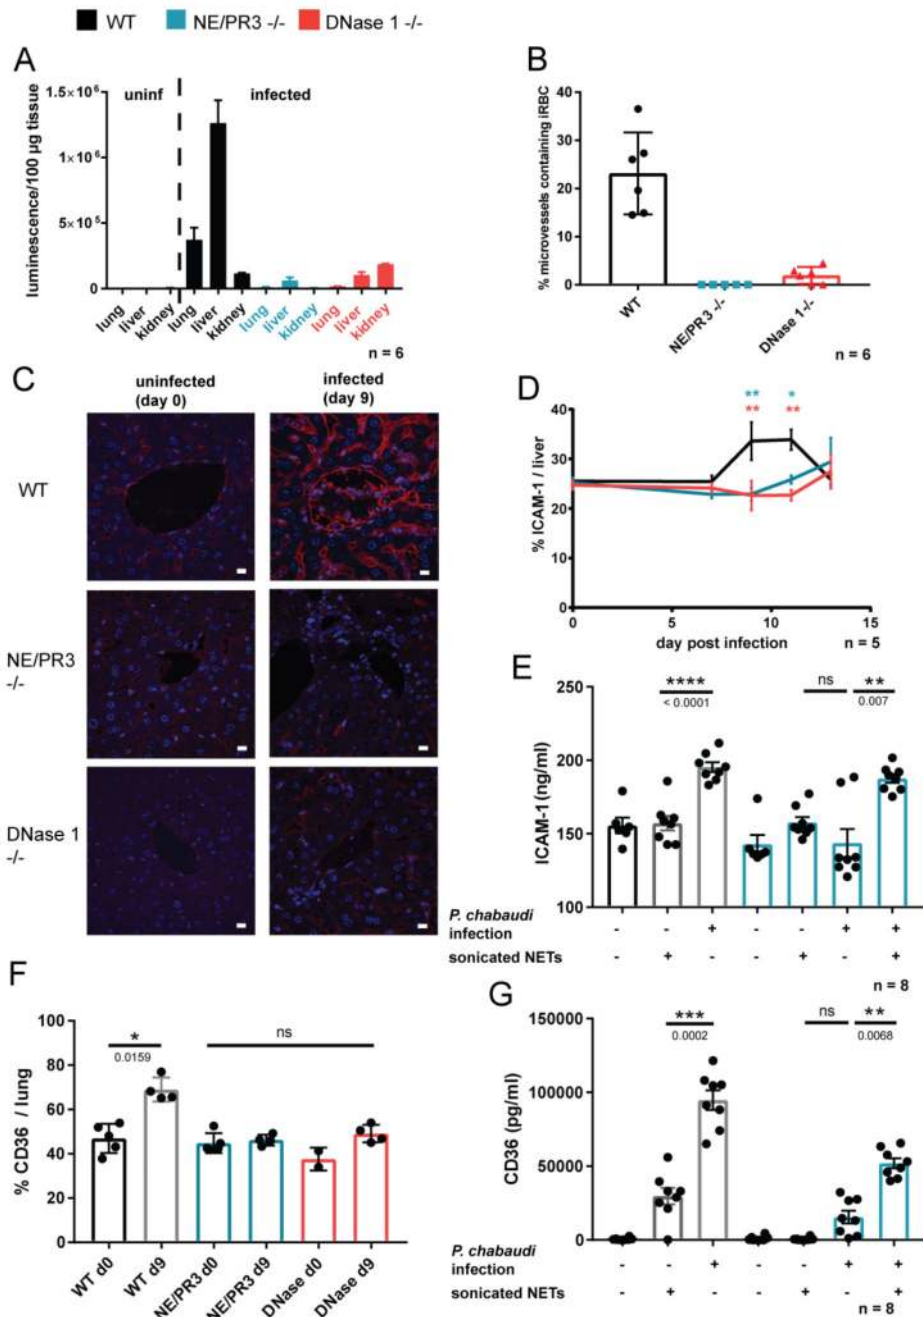 WT NE/PR3 -/- DNase 1 -/-
A
luminescence/100 µg tissue
1.5×10⁶
1×10⁶
5×10⁵
0
uninf infected
lung liver kidney lung liver kidney lung liver kidney lung liver kidney
n = 6
B
% microvessels containing iRBC
40
30
20
10
0
WT NE/PR 3 -/- DNase 1-/-
n = 6
C
uninfected infected
(day 0) (day 9)
WT
NE/PR3
-/-
DNase 1
-/-
D
% ICAM-1 / liver
** *
** **
40
30
20
10
0
0 5 10 15
day post infection n = 5
E
ICAM-1 (ng/ml)
**** ns **
< 0.0001 0.007
250
200
150
100
P. chabaudi
infection - - + - - + +
sonicated NETs - + - - + - +
n = 8
F
% CD36 / lung
100
80
60
40
20
0
* ns
0.0159
WT d0 WT d9 NE/PR3 d0 NE/PR3 d9 DNase d0 DNase d9
G
CD36 (pg/ml)
*** ns **
0.0002 0.0068
150000
100000
50000
0
P. chabaudi
infection - - + - - + +
sonicated NETs - + - - + - +
n = 8